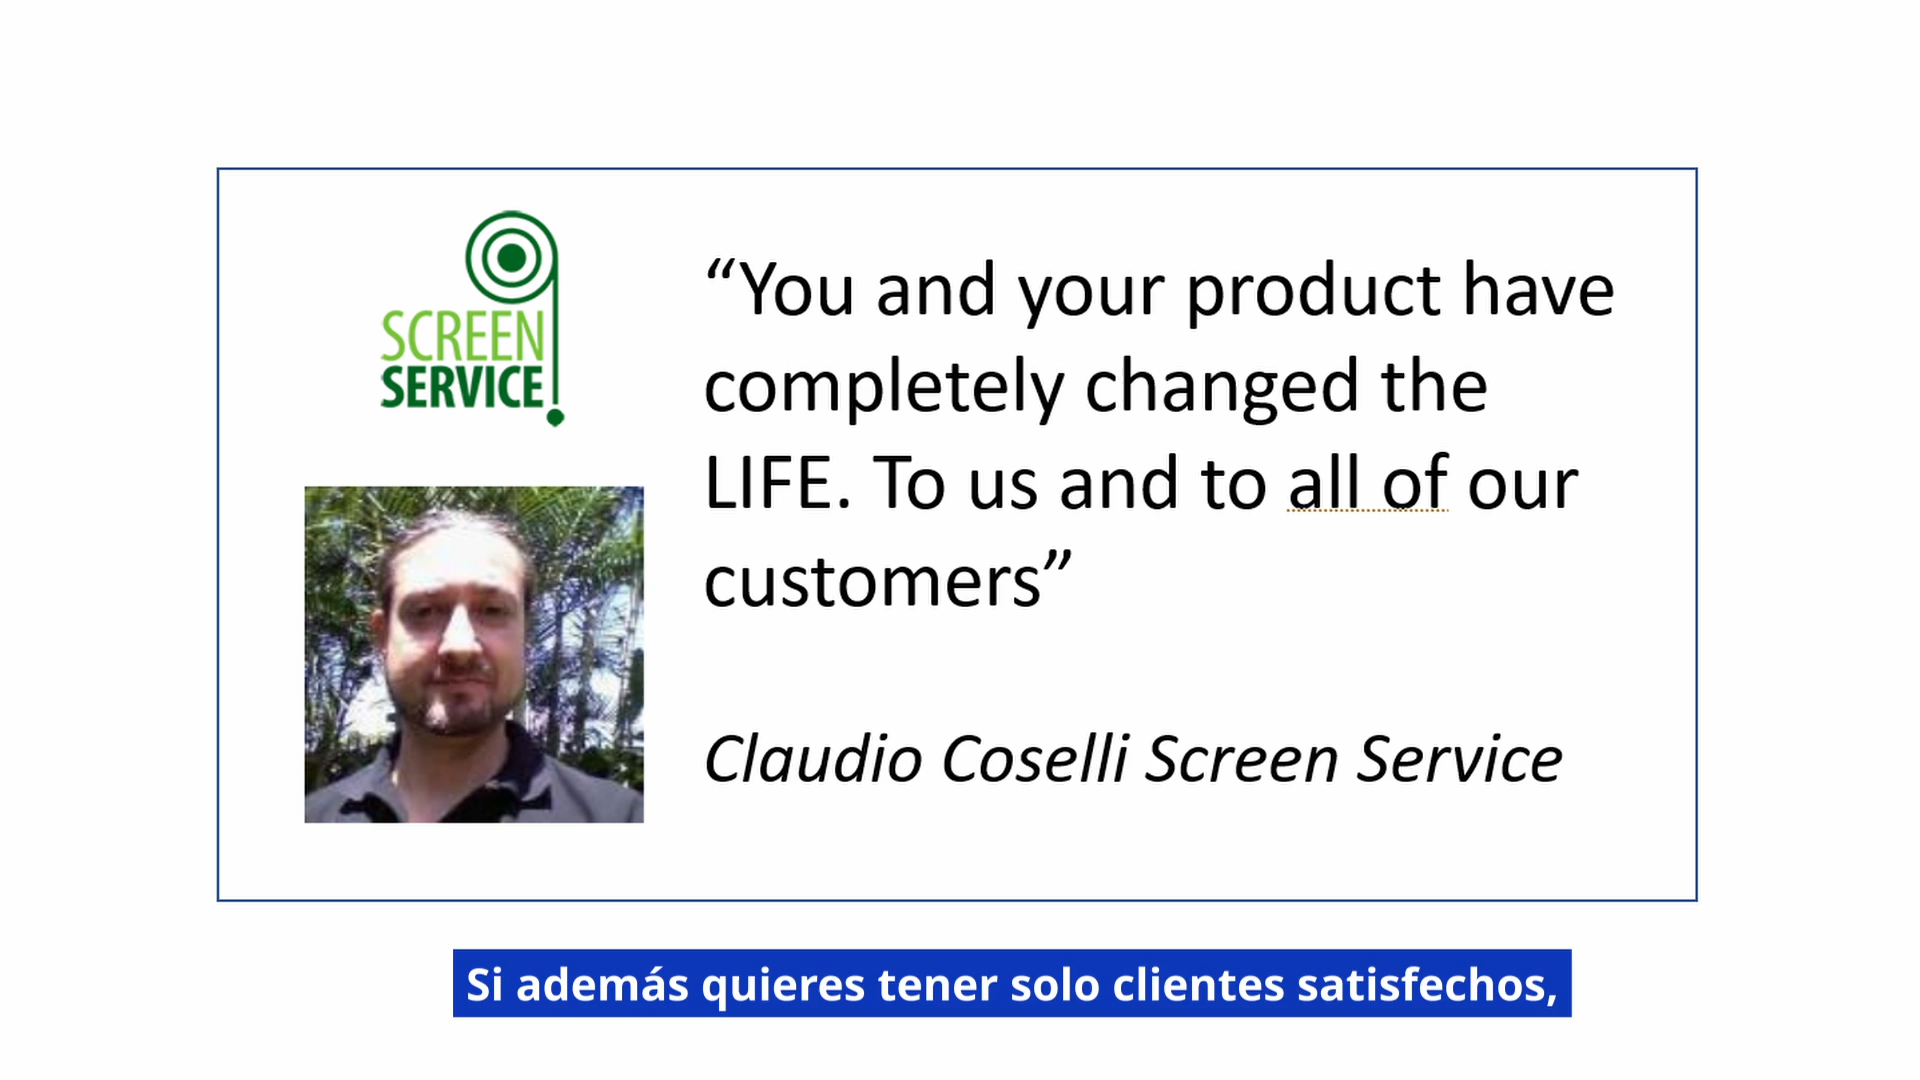 SCREEN
SERVICE
“You and your product have
completely changed the
LIFE. To us and to all of our
customers”
Claudio Coselli Screen Service
Si además quieres tener solo clientes satisfechos,